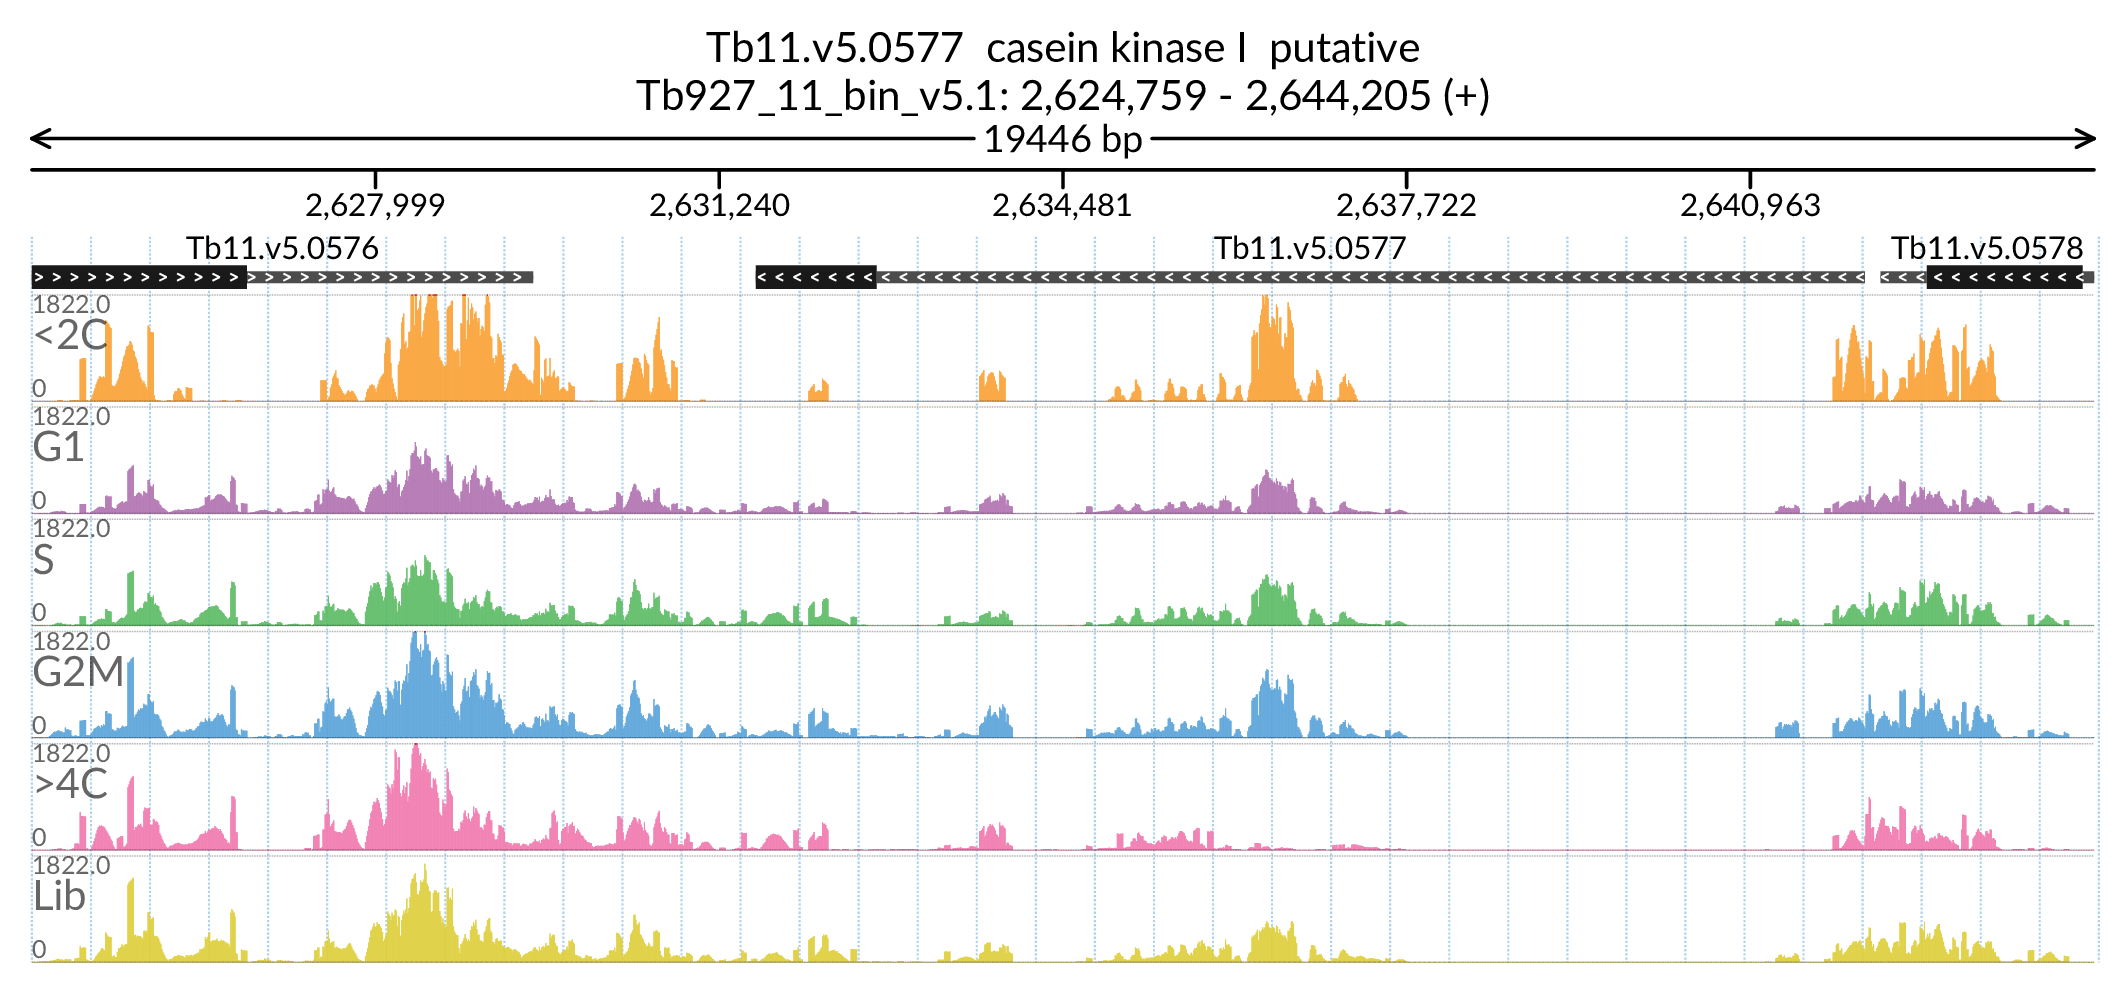 Tb11.v5.0577 casein kinase I putative
Tb927_11_bin_v5.1: 2,624,759 - 2,644,205 (+)
19446 bp
2,627,999 2,631,240 2,634,481 2,637,722 2,640,963
Tb11.v5.0576 Tb11.v5.0577 Tb11.v5.0578
1822.0
<2C
0
1822.0
G1
0
1822.0
S
0
1822.0
G2M
0
1822.0
>4C
0
1822.0
Lib
0